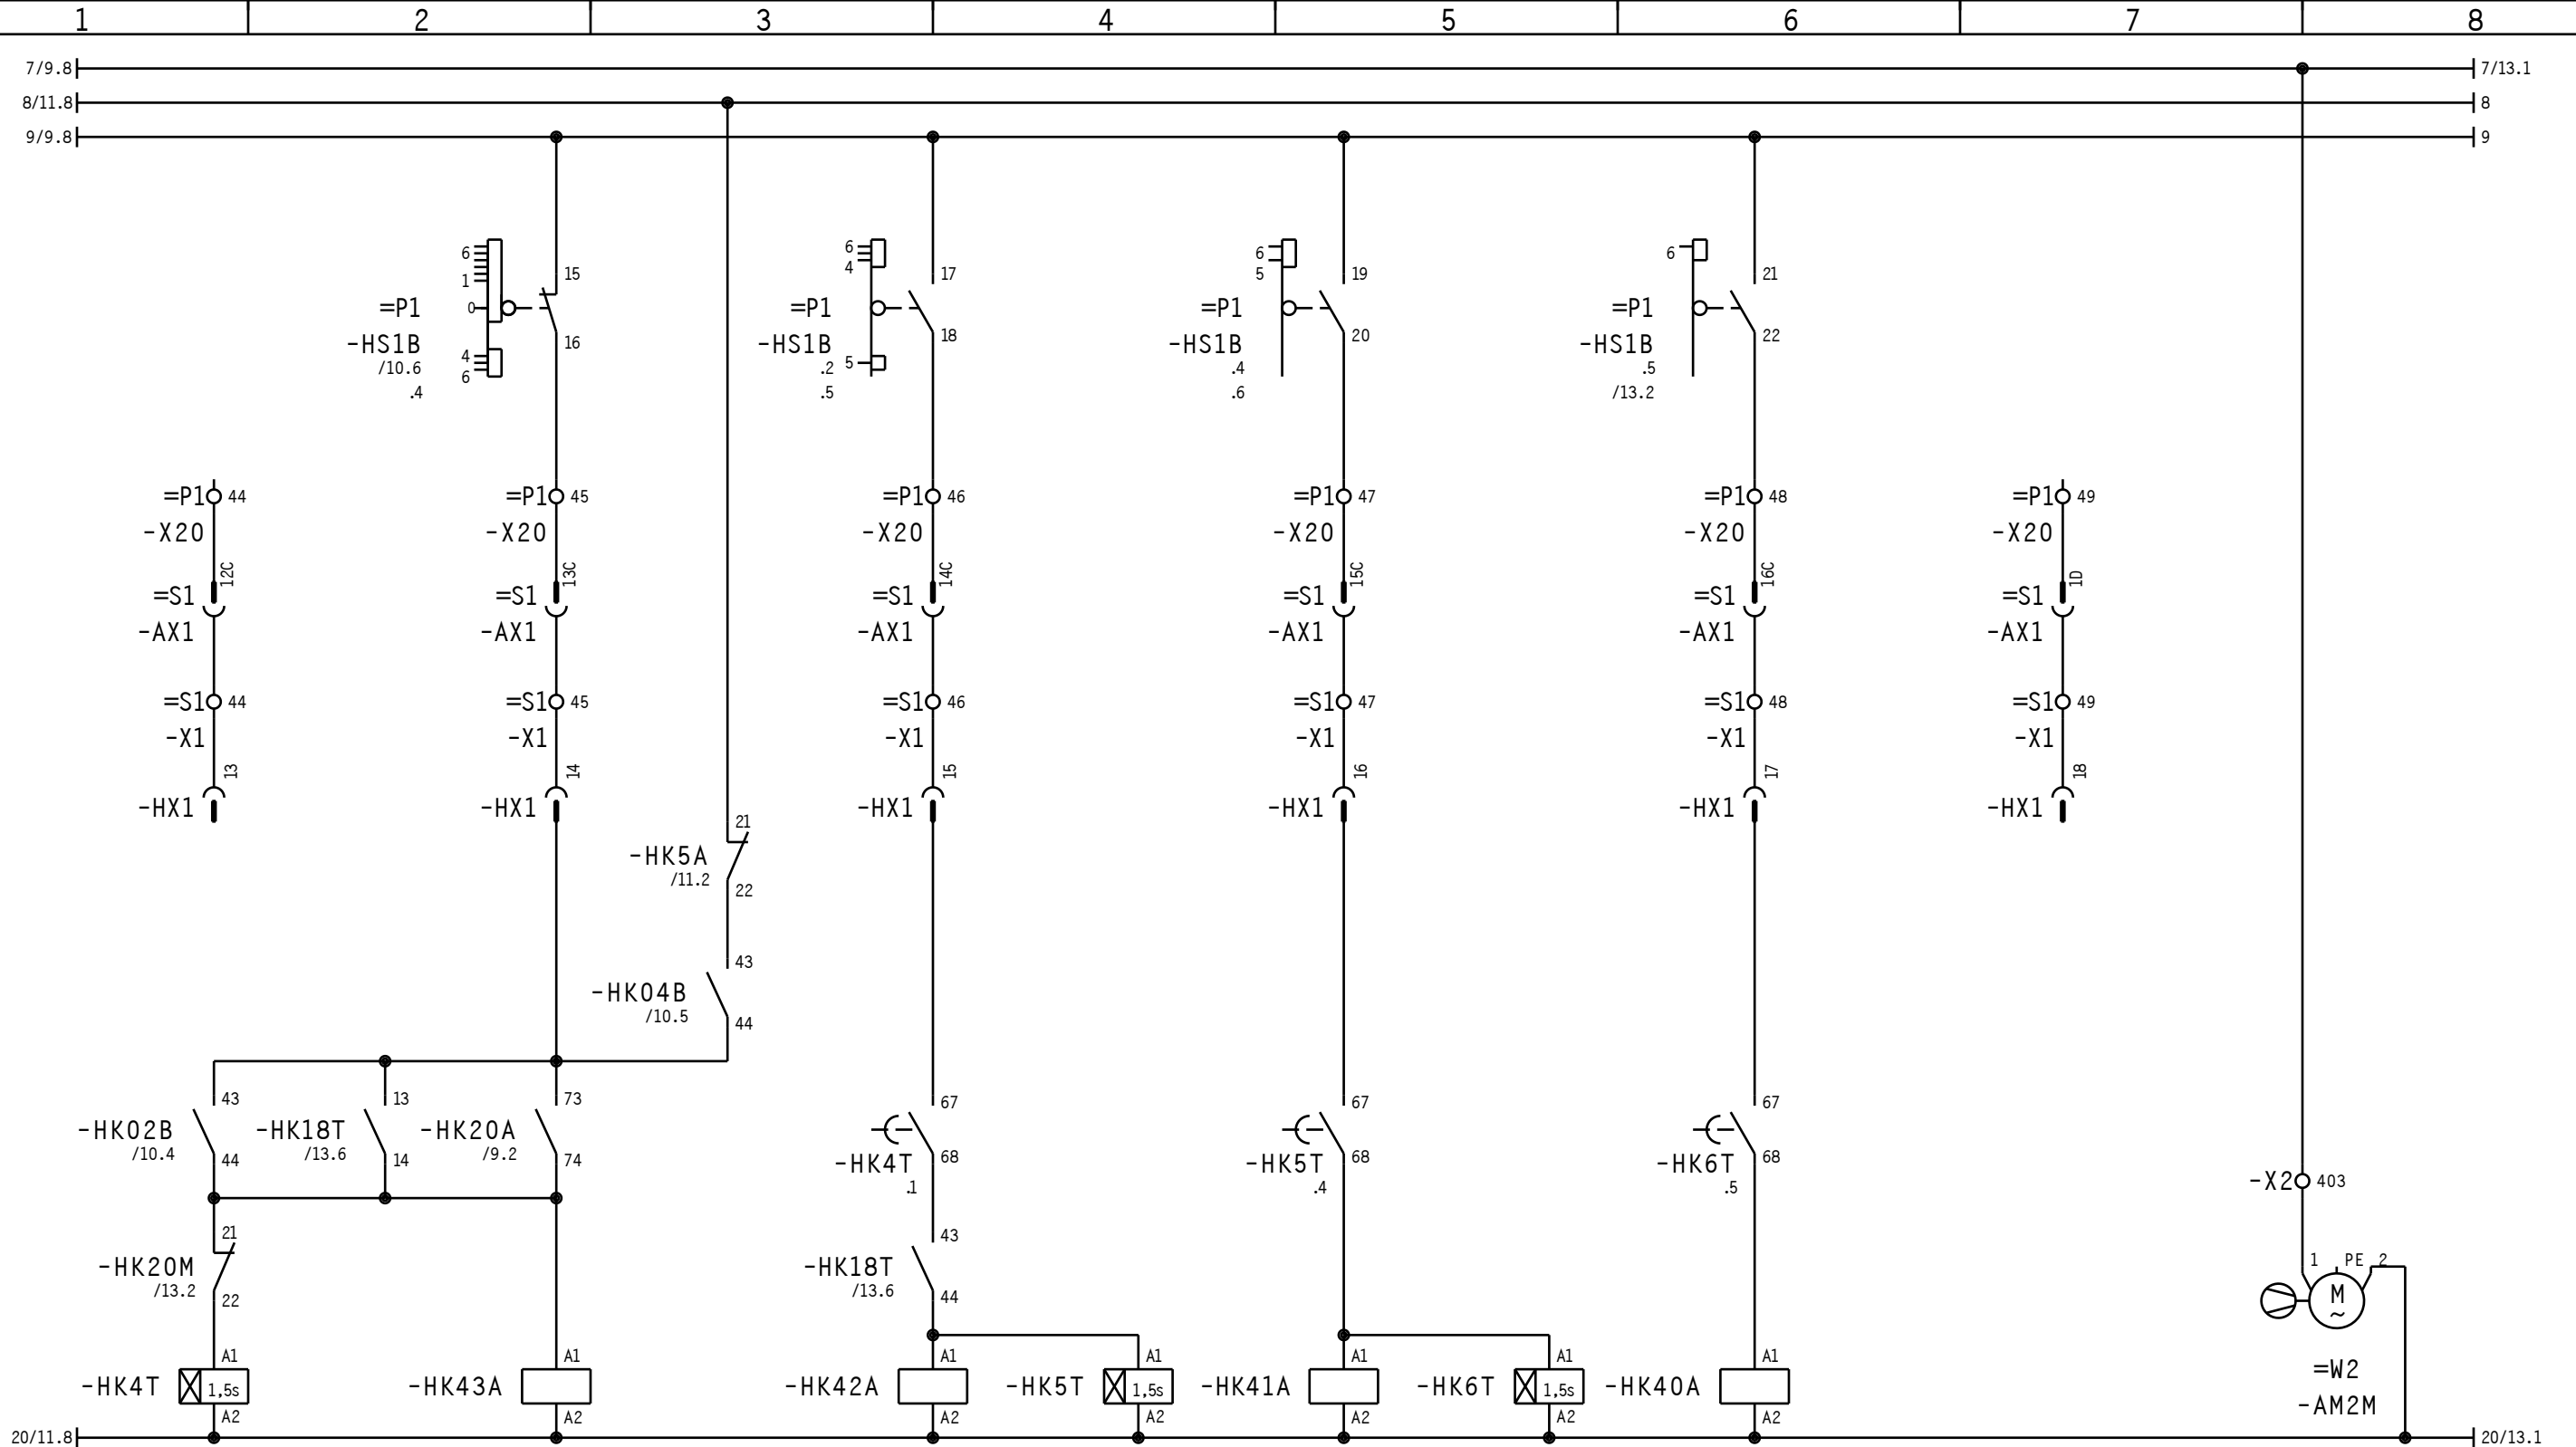 1 2 3 4 5 6 7 8
7/9.8 7/13.1
8/11.8 8
9/9.8 9
6 1 0 4 6
15
16
=P1
-HS1B
/10.6
.4
6 4 5
17
18
=P1
-HS1B
.2
.5
6 5
19
20
=P1
-HS1B
.4
.6
6
21
22
=P1
-HS1B
.5
/13.2
=P1 44 =P1 45 =P1 46 =P1 47 =P1 48 =P1 49
-X20 -X20 -X20 -X20 -X20 -X20
12C 13C 14C 15C 16C 1D
=S1 =S1 =S1 =S1 =S1 =S1
-AX1 -AX1 -AX1 -AX1 -AX1 -AX1
=S1 44 =S1 45 =S1 46 =S1 47 =S1 48 =S1 49
-X1 -X1 -X1 -X1 -X1 -X1
13 14 15 16 17 18
-HX1 -HX1 -HX1 -HX1 -HX1 -HX1
21
-HK5A
/11.2
22
43
-HK04B
/10.5
44
43 13 73 67 67 67
-HK02B -HK18T -HK20A
/10.4 /13.6 /9.2
44 14 74 68 68 68
-HK4T -HK5T -HK6T
.1 .4 .5
-X2 403
21 43
-HK20M -HK18T
/13.2 /13.6
22 44
1 PE 2
M
~
A1 A1 A1 A1 A1 A1 A1
-HK4T 1,5s -HK43A -HK42A -HK5T 1,5s -HK41A -HK6T 1,5s -HK40A
A2 A2 A2 A2 A2 A2 A2
=W2
-AM2M
20/11.8 20/13.1